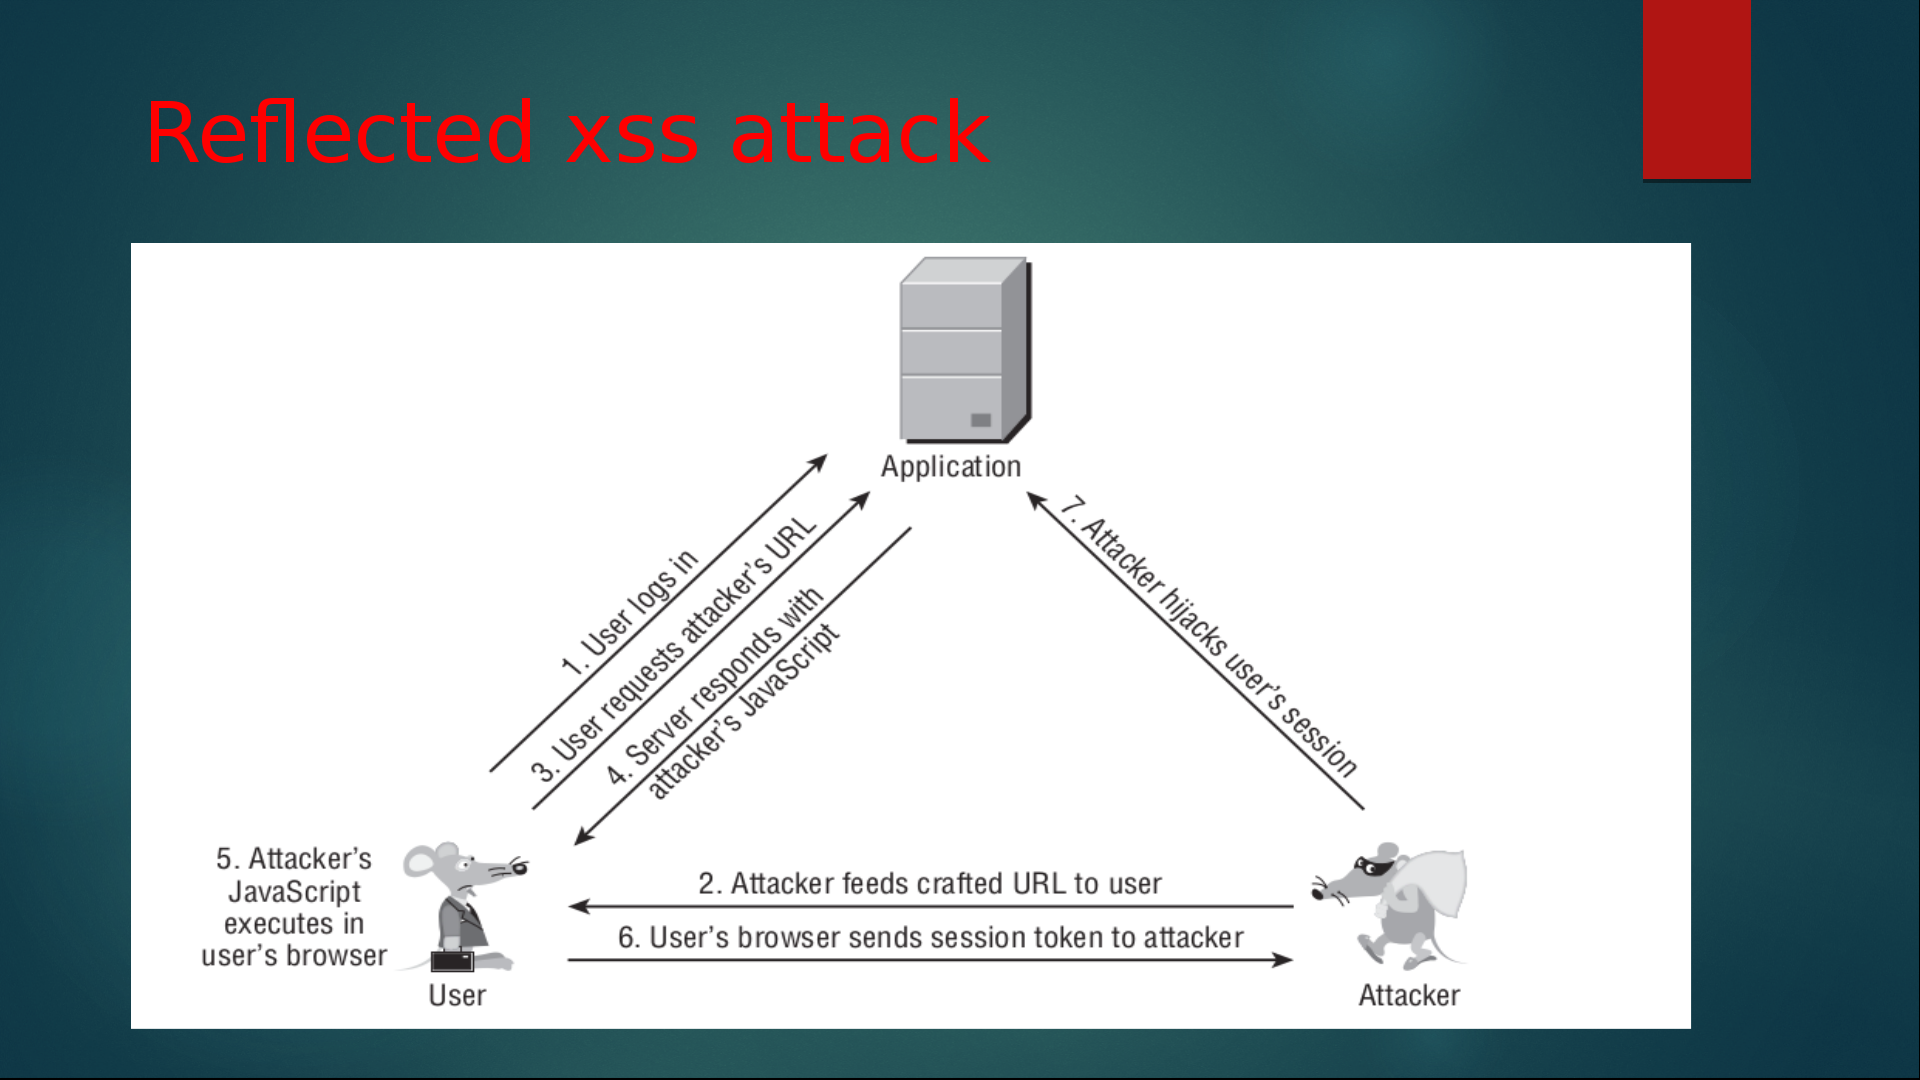 Reflected xss attack
Application
1. User logs in
3. User requests attacker's URL
4. Server responds with
attacker's JavaScript
7. Attacker hijacks user's session
5. Attacker's
JavaScript
executes in
user's browser
2. Attacker feeds crafted URL to user
6. User's browser sends session token to attacker
User
Attacker